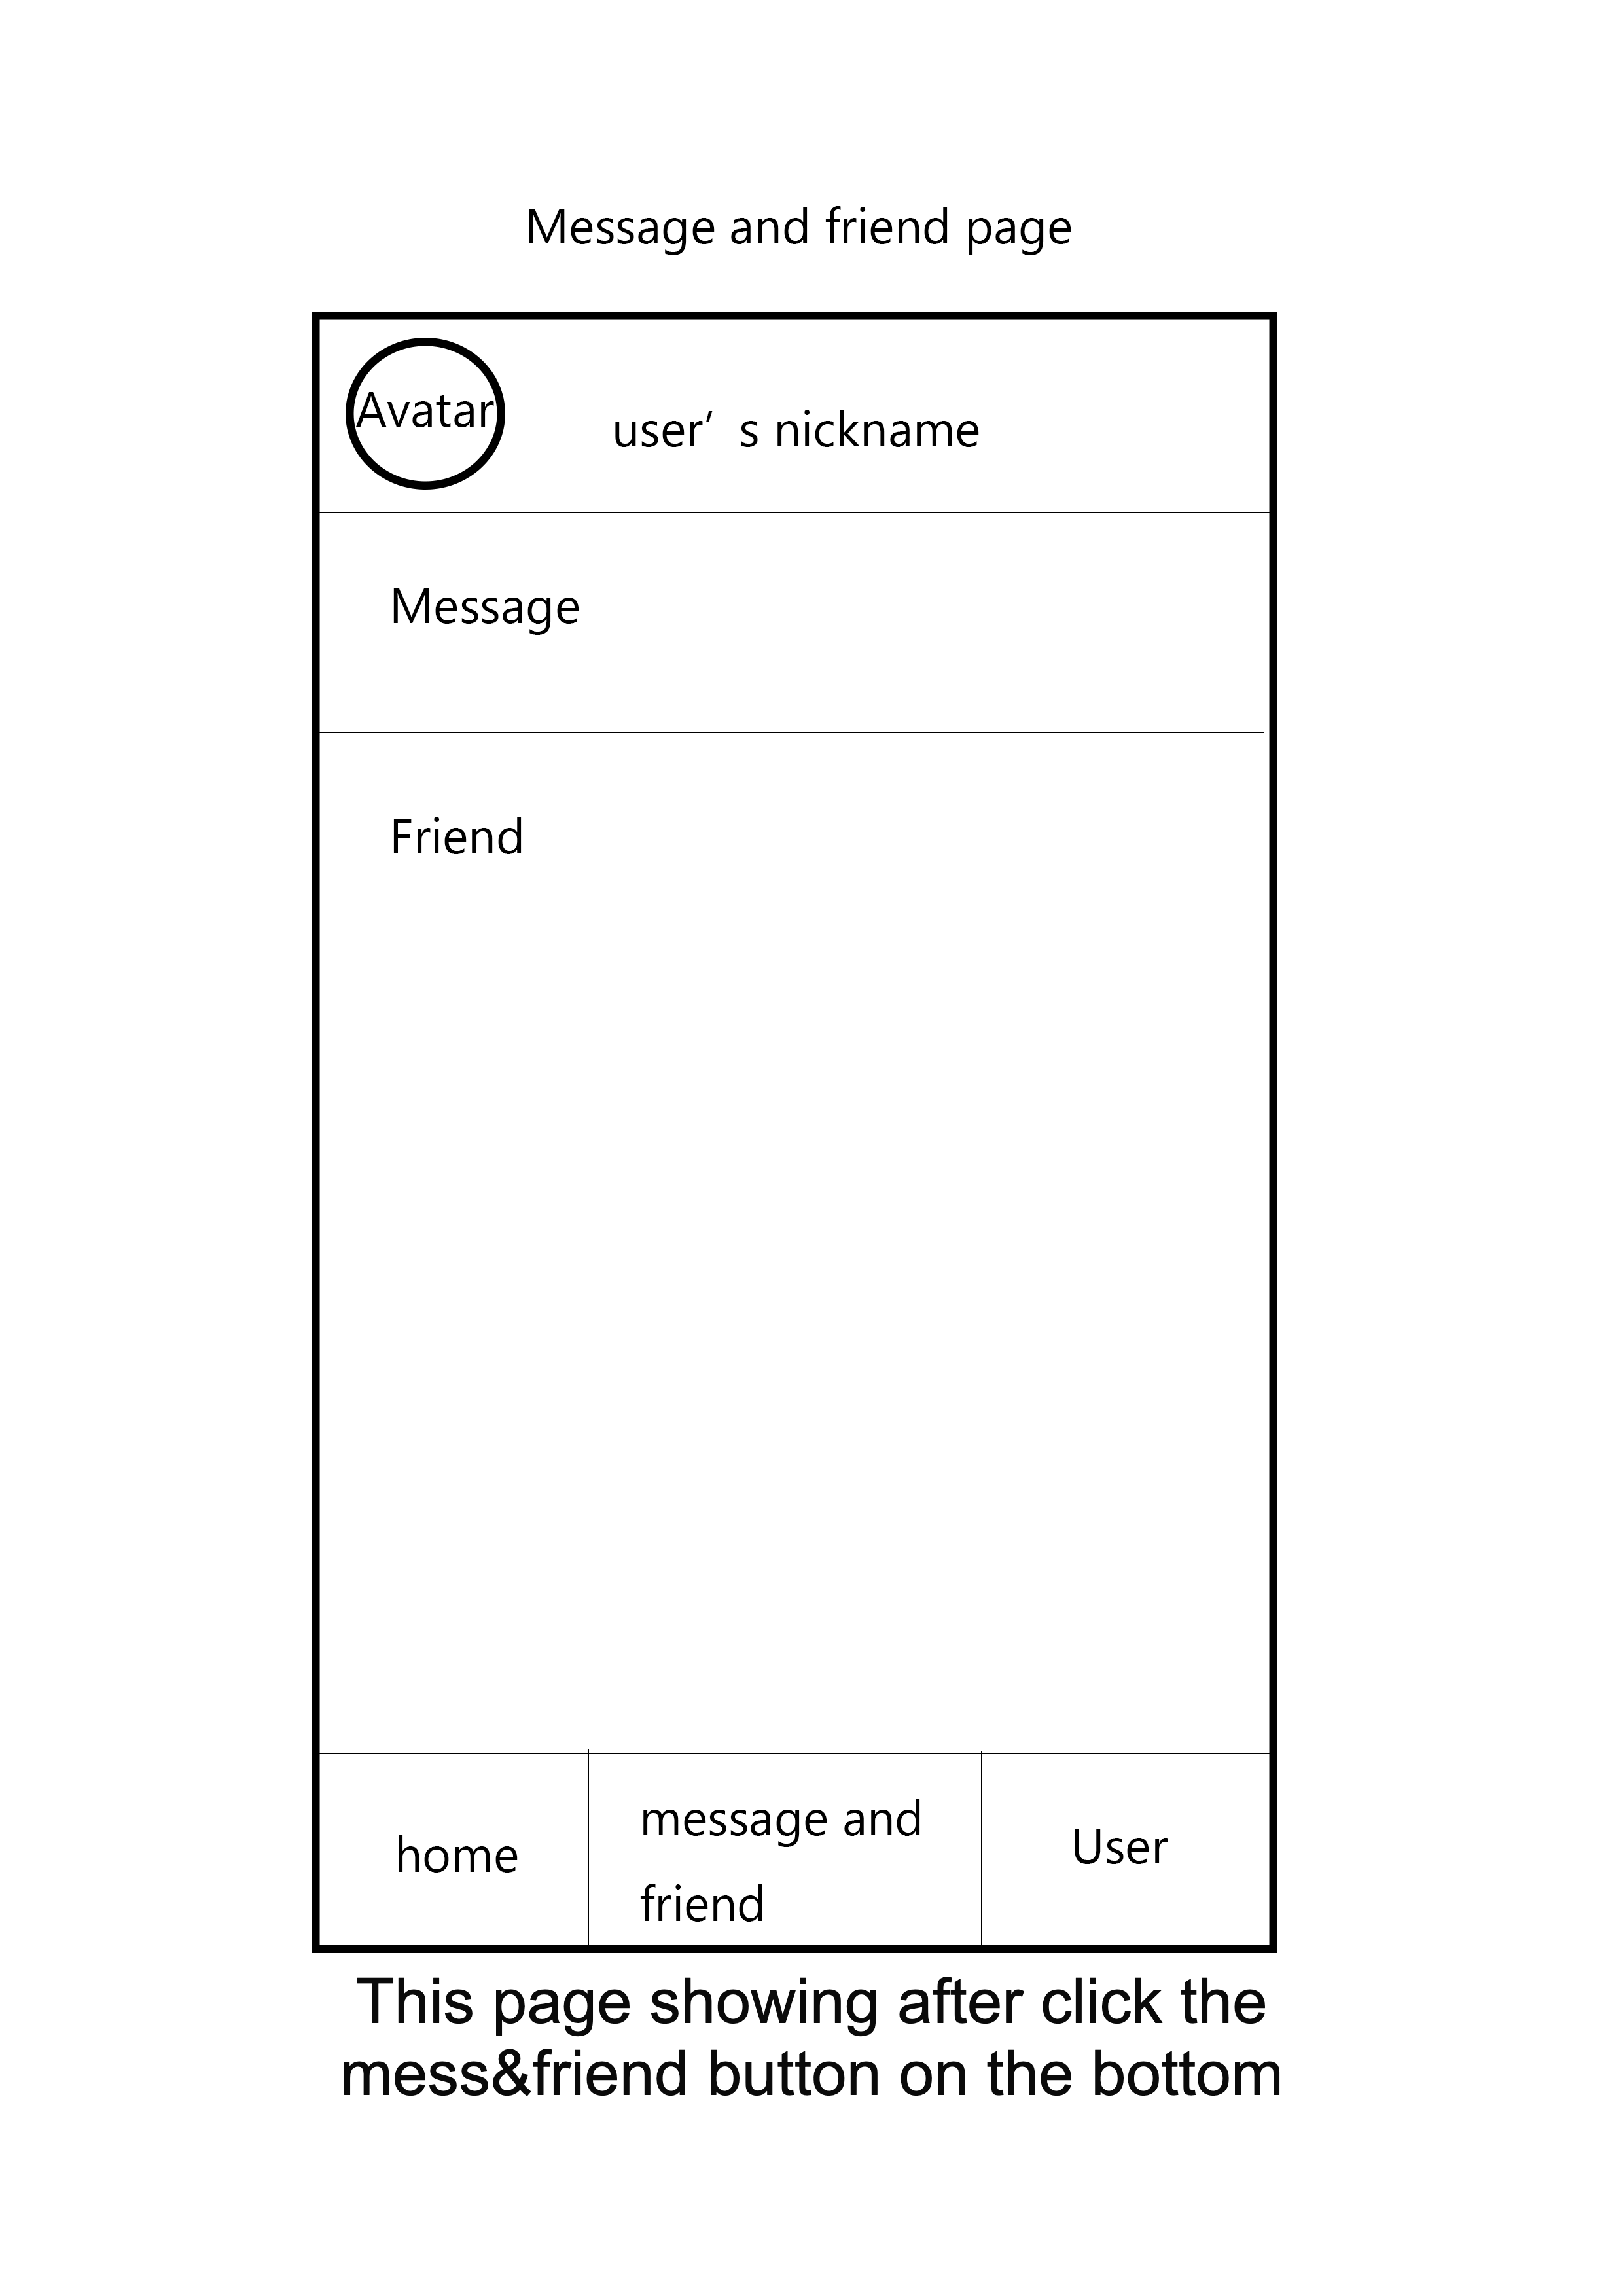 Message and friend page
Avatar
user’ s nickname
Message
Friend
home
message and
friend
User
This page showing after click the
mess&friend button on the bottom